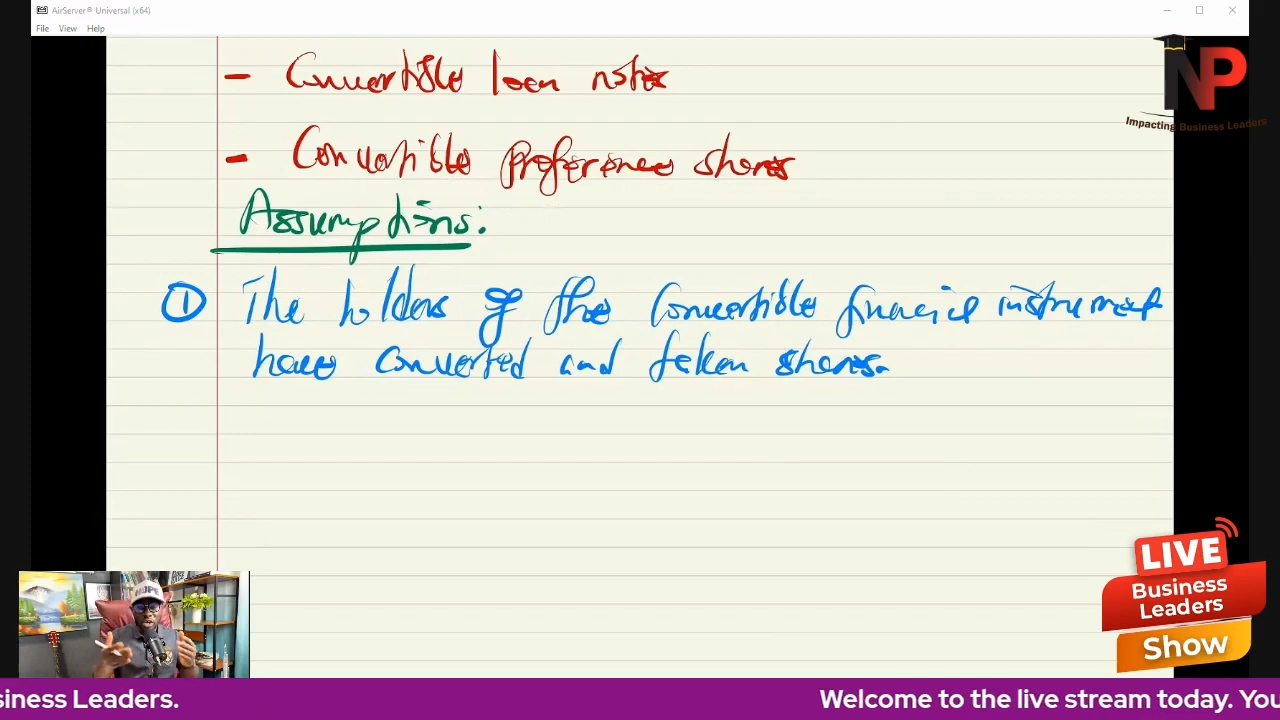 AirServer® Universal (x64)
File View Help
- Convertible loan notes
- Convertible preference shares
Assumptions:
① The holders of the Convertible financial instrument
have converted and taken shares.
NP
Impacting Business Leaders
LIVE
Business
Leaders
Show
siness Leaders. Welcome to the live stream today. You